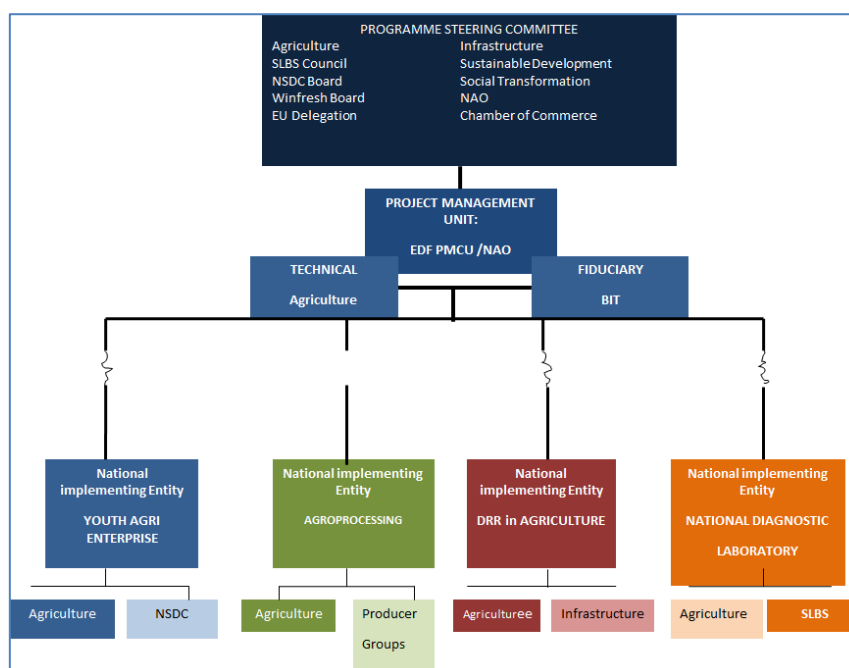 PROGRAMME STEERING COMMITTEE
Agriculture Infrastructure
SLBS Council Sustainable Development
NSDC Board Social Transformation
Winfresh Board NAO
EU Delegation Chamber of Commerce
PROJECT MANAGEMENT
UNIT:
EDF PMCU /NAO
TECHNICAL
Agriculture
FIDUCIARY
BIT
National
implementing Entity
YOUTH AGRI
ENTERPRISE
National implementing
Entity
AGROPROCESSING
National
implementing Entity
DRR in AGRICULTURE
National implementing
Entity
NATIONAL DIAGNOSTIC
LABORATORY
Agriculture
NSDC
Agriculture
Producer
Groups
Agricultureee
Infrastructure
Agriculture
SLBS